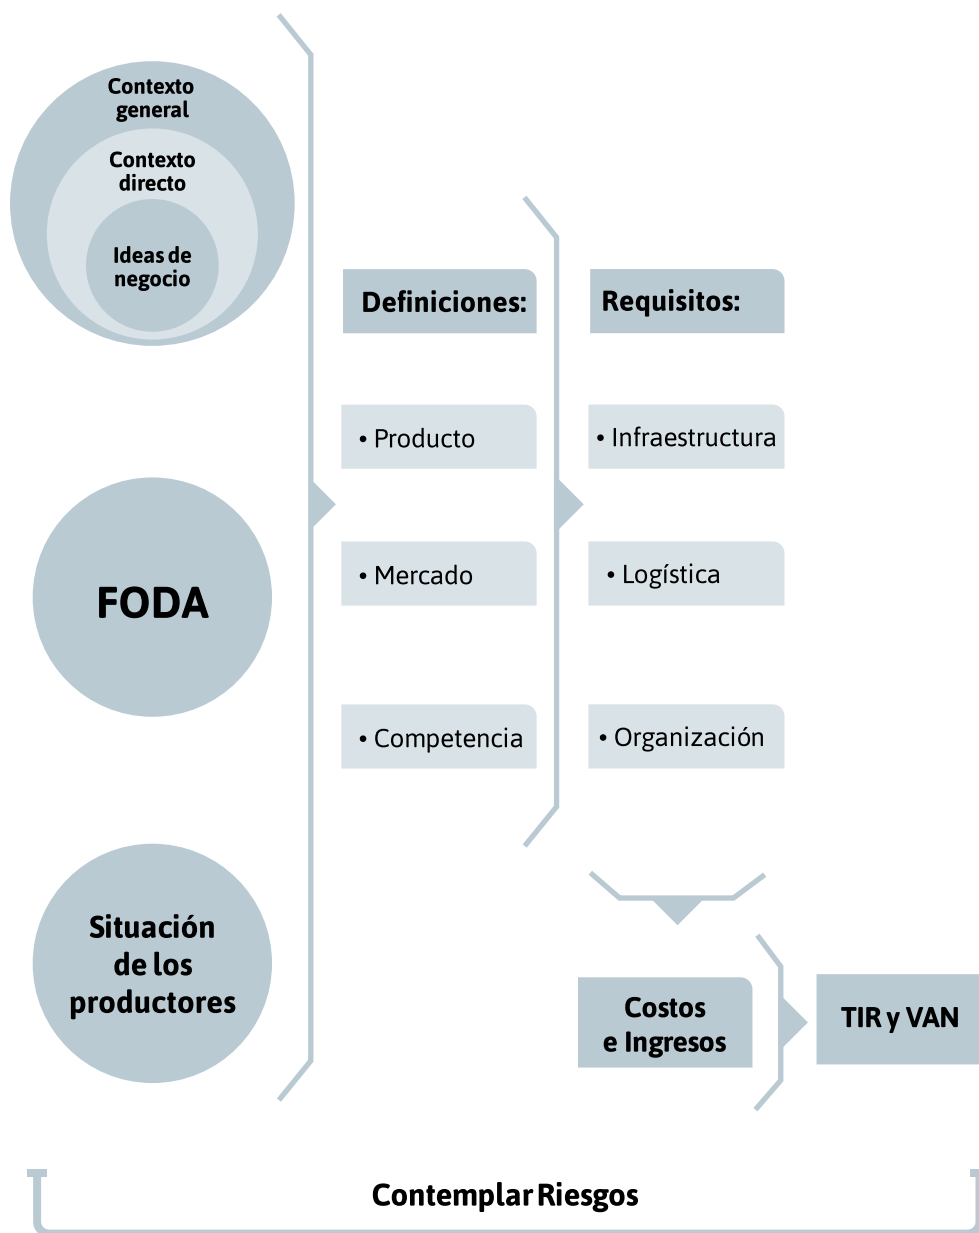 Contexto
general
Contexto
directo
Ideas de
negocio
FODA
Situación
de los
productores
Definiciones:
• Producto
• Mercado
• Competencia
Requisitos:
• Infraestructura
• Logística
• Organización
Costos
e Ingresos
TIR y VAN
Contemplar Riesgos